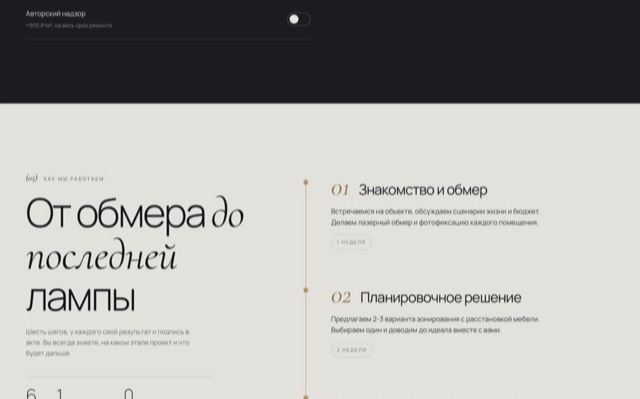 Авторский надзор
+900 ₽/м², на весь срок ремонта
(05) КАК МЫ РАБОТАЕМ
От обмера до
последней
лампы
Шесть шагов, у каждого свой результат и подпись в
акте. Вы всегда знаете, на каком этапе проект и что
будет дальше.
6 1 0
01 Знакомство и обмер
Встречаемся на объекте, обсуждаем сценарии жизни и бюджет.
Делаем лазерный обмер и фотофиксацию каждого помещения.
1 НЕДЕЛЯ
02 Планировочное решение
Предлагаем 2–3 варианта зонирования с расстановкой мебели.
Выбираем один и доводим до идеала вместе с вами.
2 НЕДЕЛИ